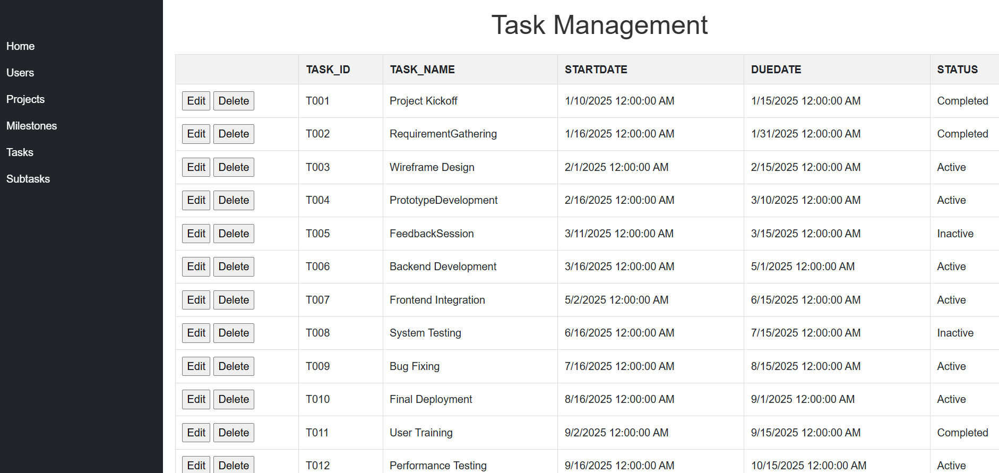 Home
Users
Projects
Milestones
Tasks
Subtasks
Task Management
TASK_ID TASK_NAME STARTDATE DUEDATE STATUS
Edit Delete T001 Project Kickoff 1/10/2025 12:00:00 AM 1/15/2025 12:00:00 AM Completed
Edit Delete T002 RequirementGathering 1/16/2025 12:00:00 AM 1/31/2025 12:00:00 AM Completed
Edit Delete T003 Wireframe Design 2/1/2025 12:00:00 AM 2/15/2025 12:00:00 AM Active
Edit Delete T004 PrototypeDevelopment 2/16/2025 12:00:00 AM 3/10/2025 12:00:00 AM Active
Edit Delete T005 FeedbackSession 3/11/2025 12:00:00 AM 3/15/2025 12:00:00 AM Inactive
Edit Delete T006 Backend Development 3/16/2025 12:00:00 AM 5/1/2025 12:00:00 AM Active
Edit Delete T007 Frontend Integration 5/2/2025 12:00:00 AM 6/15/2025 12:00:00 AM Active
Edit Delete T008 System Testing 6/16/2025 12:00:00 AM 7/15/2025 12:00:00 AM Inactive
Edit Delete T009 Bug Fixing 7/16/2025 12:00:00 AM 8/15/2025 12:00:00 AM Active
Edit Delete T010 Final Deployment 8/16/2025 12:00:00 AM 9/1/2025 12:00:00 AM Active
Edit Delete T011 User Training 9/2/2025 12:00:00 AM 9/15/2025 12:00:00 AM Completed
Edit Delete T012 Performance Testing 9/16/2025 12:00:00 AM 10/15/2025 12:00:00 AM Active